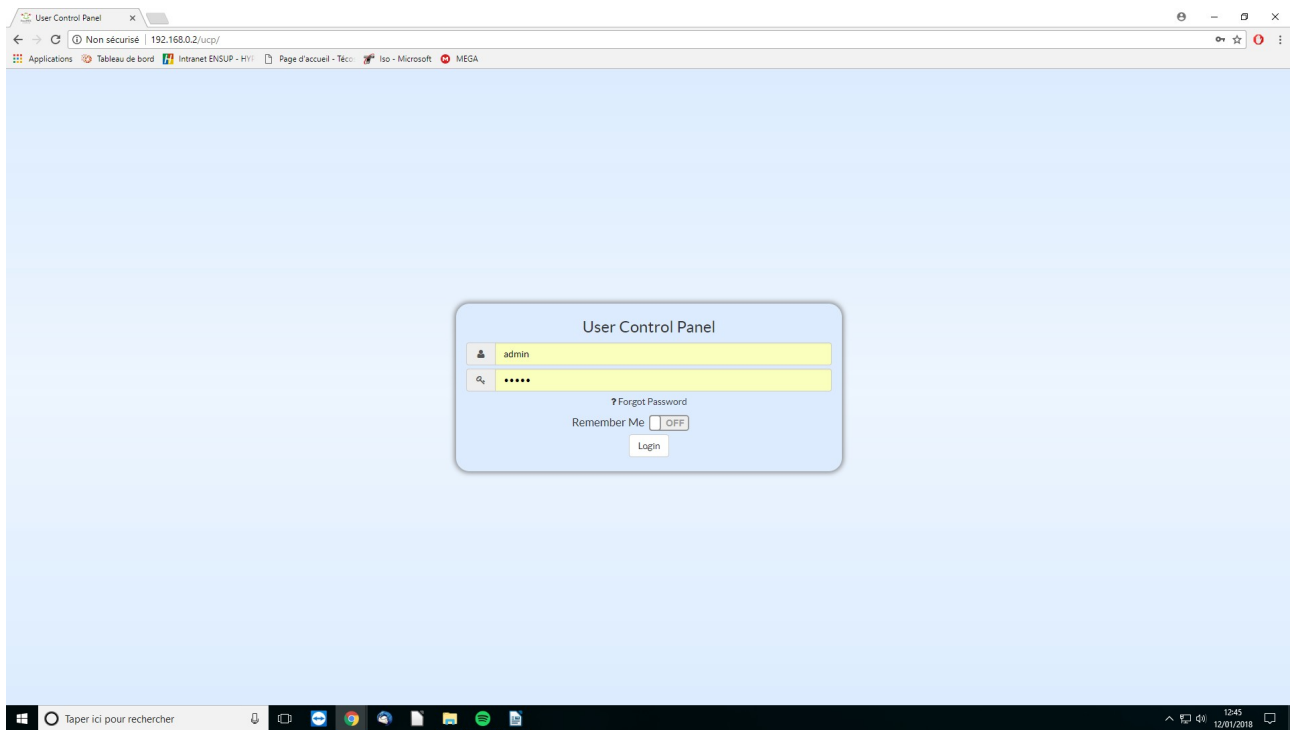 User Control Panel
Non sécurisé | 192.168.0.2/ucp/
Applications Tableau de bord Intranet ENSUP - HY Page d'accueil - Téco Iso - Microsoft MEGA
User Control Panel
admin
•••••
? Forgot Password
Remember Me OFF
Login
Taper ici pour rechercher
12:45
12/01/2018